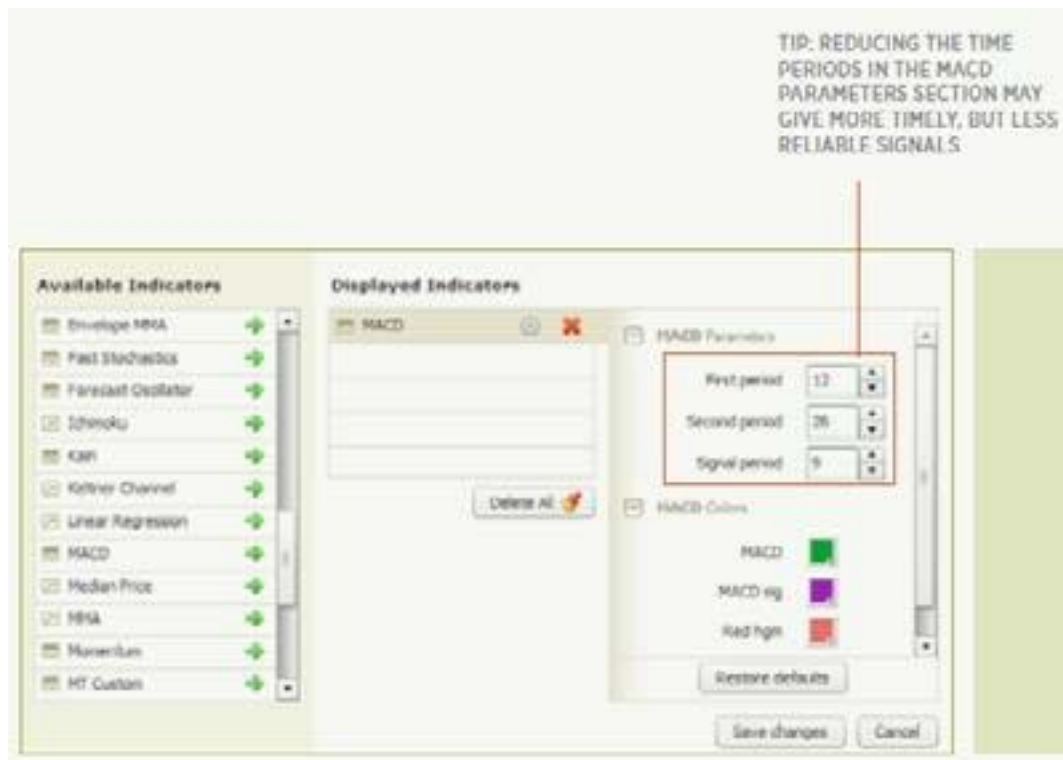 TIP: REDUCING THE TIME
PERIODS IN THE MACD
PARAMETERS SECTION MAY
GIVE MORE TIMELY, BUT LESS
RELIABLE SIGNALS
Available Indicators
Envelope MMA
Fast Stochastics
Forecast Oscillator
Ichimoku
Kairi
Keltner Channel
Linear Regression
MACD
Median Price
MMA
Momentum
MT Custom
Displayed Indicators
MACD
Delete All
MACD Parameters
First period 12
Second period 26
Signal period 9
MACD Colors
MACD
MACD sig
Red hgm
Restore defaults
Save changes
Cancel